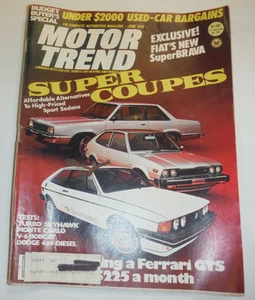 BUDGET
BUYER'S
SPECIAL
UNDER $2000 USED-CAR BARGAINS
MOTOR
TREND
EXCLUSIVE!
FIAT'S NEW
SuperBRAVA
SUPER
COUPES
Affordable Alternatives
To High-Priced
Sport Sedans
TESTS:
TURBO SKYHAWK
MONTE CARLO
V-6 BOBCAT
DODGE 4x4 DIESEL
ing a Ferrari GTS
$225 a month